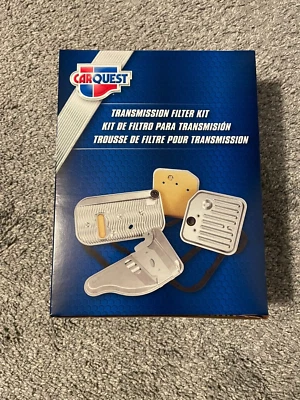 CARQUEST
TRANSMISSION FILTER KIT
KIT DE FILTRO PARA TRANSMISIÓN
TROUSSE DE FILTRE POUR TRANSMISSION